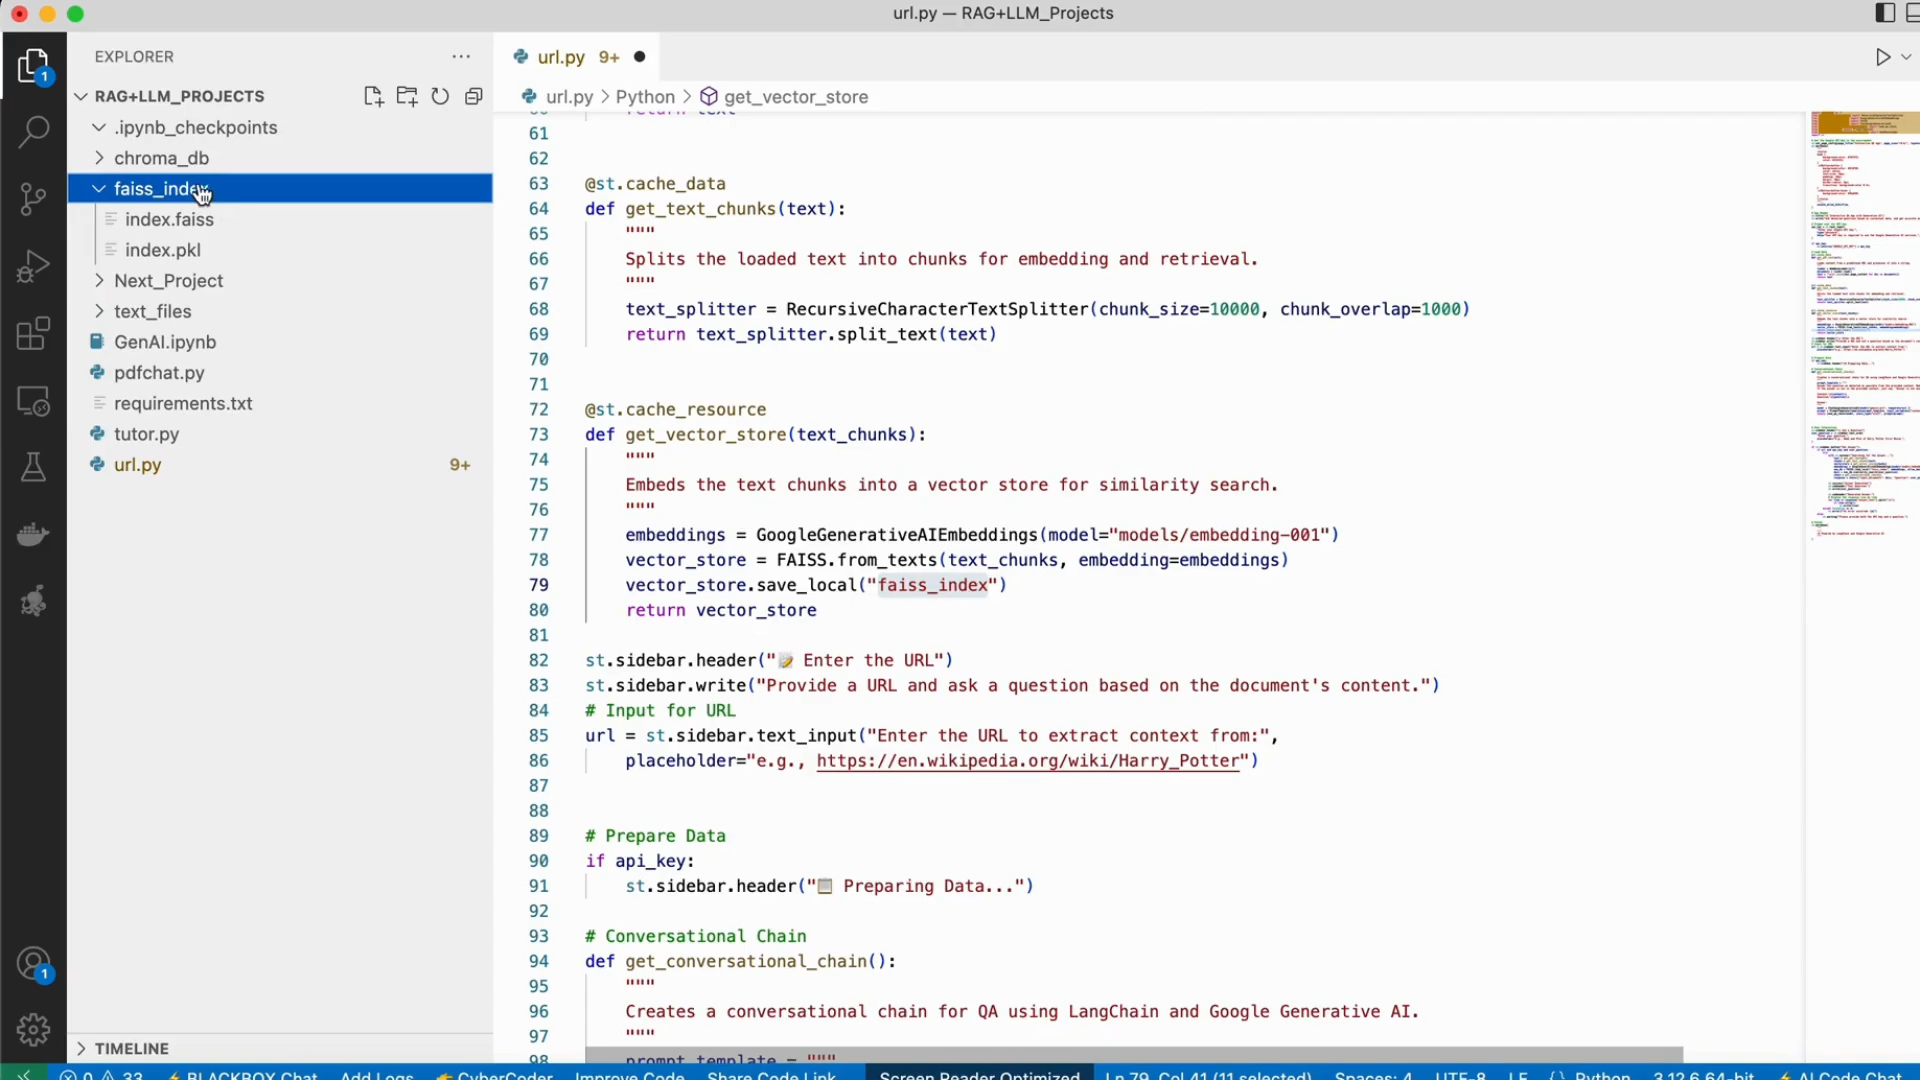 url.py — RAG+LLM_Projects
EXPLORER
RAG+LLM_PROJECTS
.ipynb_checkpoints
chroma_db
faiss_index
index.faiss
index.pkl
Next_Project
text_files
GenAI.ipynb
pdfchat.py
requirements.txt
tutor.py
url.py 9+
TIMELINE
1
1
url.py 9+
url.py > Python > get_vector_store
60 return text
61
62
63 @st.cache_data
64 def get_text_chunks(text):
65 """
66 Splits the loaded text into chunks for embedding and retrieval.
67 """
68 text_splitter = RecursiveCharacterTextSplitter(chunk_size=10000, chunk_overlap=1000)
69 return text_splitter.split_text(text)
70
71
72 @st.cache_resource
73 def get_vector_store(text_chunks):
74 """
75 Embeds the text chunks into a vector store for similarity search.
76 """
77 embeddings = GoogleGenerativeAIEmbeddings(model="models/embedding-001")
78 vector_store = FAISS.from_texts(text_chunks, embedding=embeddings)
79 vector_store.save_local("faiss_index")
80 return vector_store
81
82 st.sidebar.header("📝 Enter the URL")
83 st.sidebar.write("Provide a URL and ask a question based on the document's content.")
84 # Input for URL
85 url = st.sidebar.text_input("Enter the URL to extract context from:",
86 placeholder="e.g., https://en.wikipedia.org/wiki/Harry_Potter")
87
88
89 # Prepare Data
90 if api_key:
91 st.sidebar.header("📋 Preparing Data...")
92
93 # Conversational Chain
94 def get_conversational_chain():
95 """
96 Creates a conversational chain for QA using LangChain and Google Generative AI.
97 """
98 prompt_template = """
0 33 BLACKBOX Chat Add Logs CyberCoder Improve Code Share Code Link Screen Reader Optimized Ln 79, Col 41 (11 selected) Spaces: 4 UTF-8 LF {} Python 3.12.6 64-bit AI Code Chat